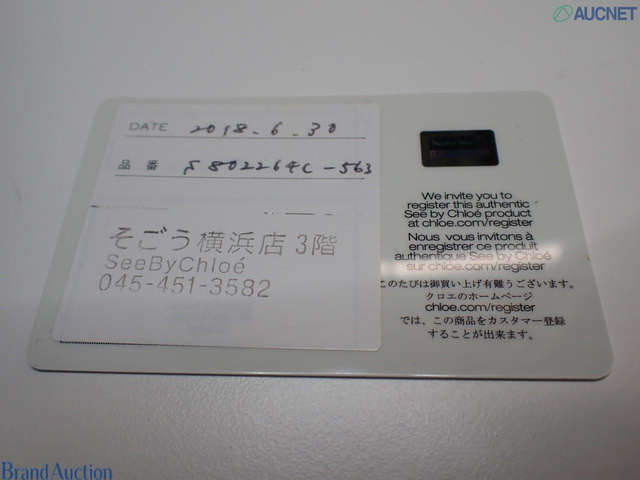 AUCNET
DATE 2018.6.30
品番 S802264C-563
そごう横浜店 3階
SeeByChloé
045-451-3582
We invite you to
register this authentic
See by Chloé product
at chloe.com/register
Nous vous invitons à
enregistrer ce produit
authentique See by Chloé
sur chloe.com/register
このたびは御買い上げ有難うございます。
クロエのホームページ
chloe.com/register
では、この商品をカスタマー登録
することが出来ます。
Brand Auction